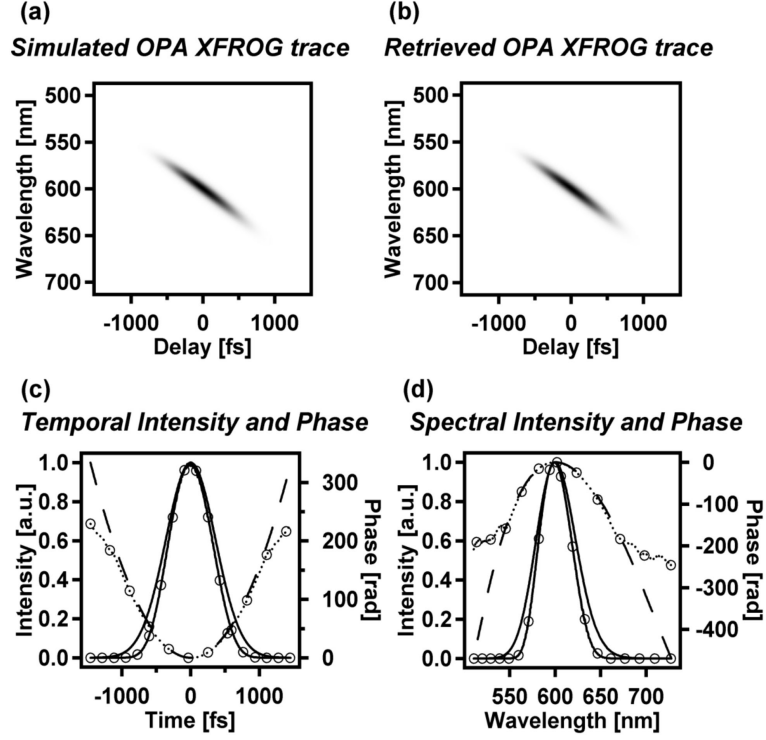 (a)
Simulated OPA XFROG trace
Wavelength [nm]
500
550
600
650
700
-1000 0 1000
Delay [fs]
(b)
Retrieved OPA XFROG trace
Wavelength [nm]
500
550
600
650
700
-1000 0 1000
Delay [fs]
(c)
Temporal Intensity and Phase
Intensity [a.u.]
1.0
0.8
0.6
0.4
0.2
0.0
300
200
100
0
Phase [rad]
-1000 0 1000
Time [fs]
(d)
Spectral Intensity and Phase
Intensity [a.u.]
1.0
0.8
0.6
0.4
0.2
0.0
0
-100
-200
-300
-400
Phase [rad]
550 600 650 700
Wavelength [nm]